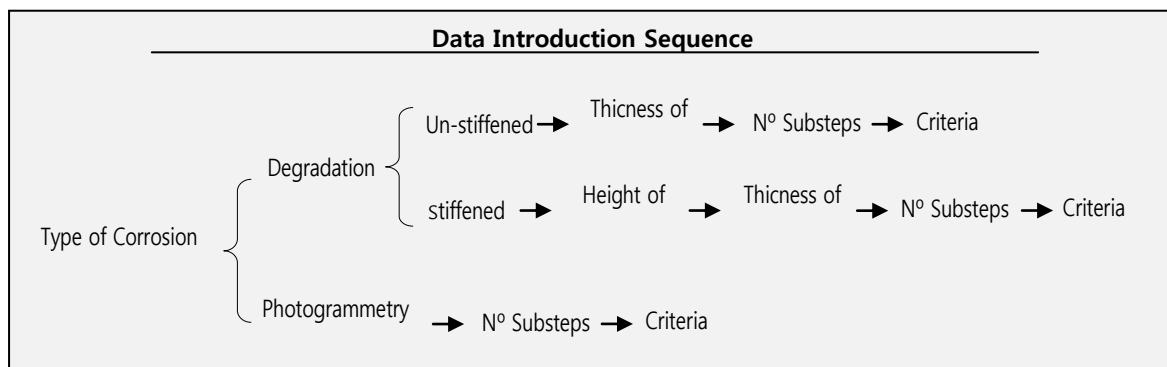 Data Introduction Sequence
Un-stiffened Thicness of Nº Substeps Criteria
Degradation
stiffened Height of Thicness of Nº Substeps Criteria
Type of Corrosion
Photogrammetry Nº Substeps Criteria